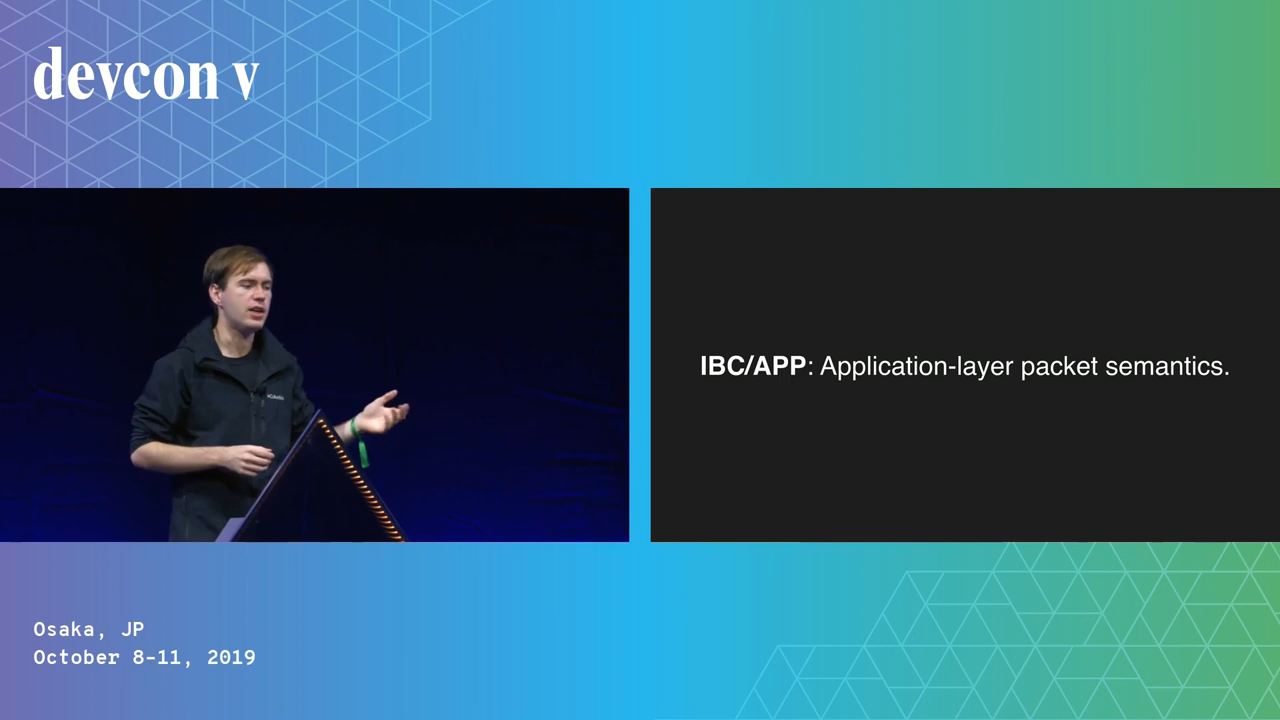 devcon v
IBC/APP: Application-layer packet semantics.
Osaka, JP
October 8-11, 2019